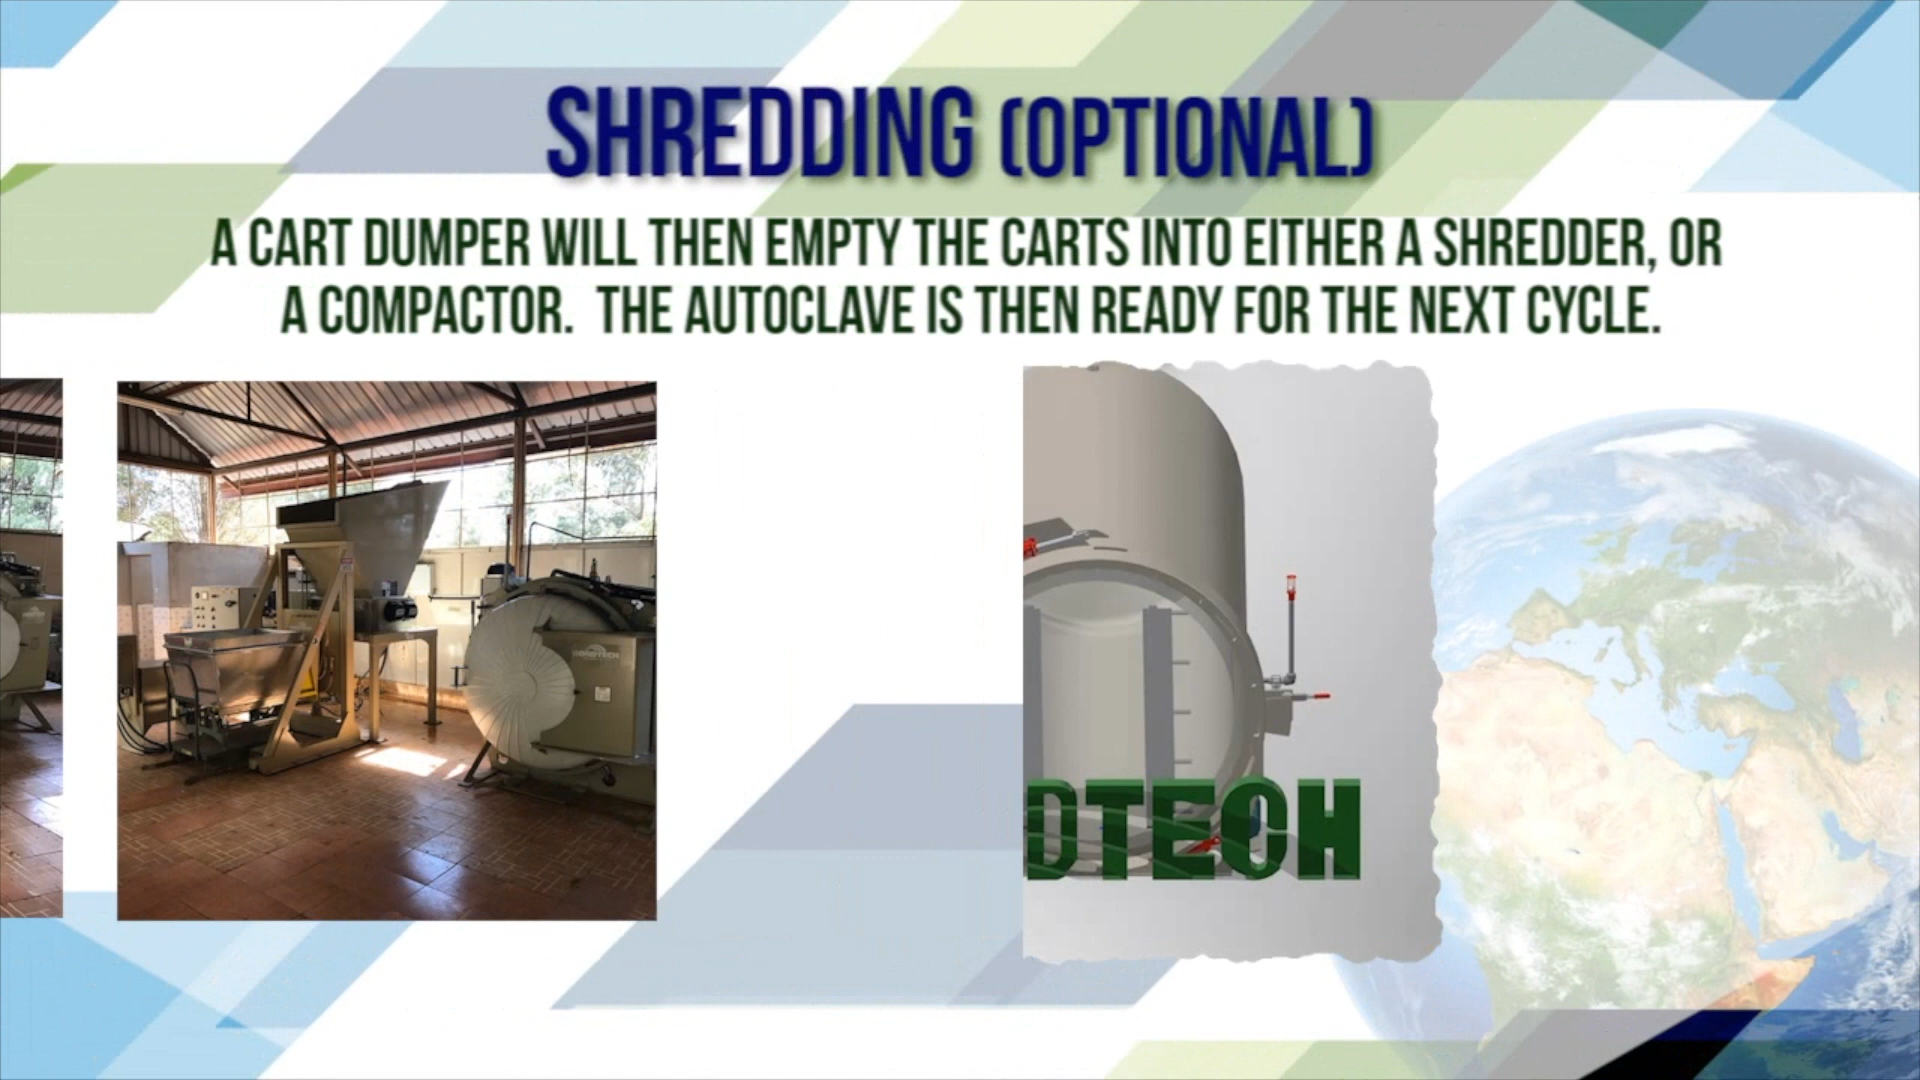 SHREDDING (OPTIONAL)
A CART DUMPER WILL THEN EMPTY THE CARTS INTO EITHER A SHREDDER, OR
A COMPACTOR. THE AUTOCLAVE IS THEN READY FOR THE NEXT CYCLE.
DTECH